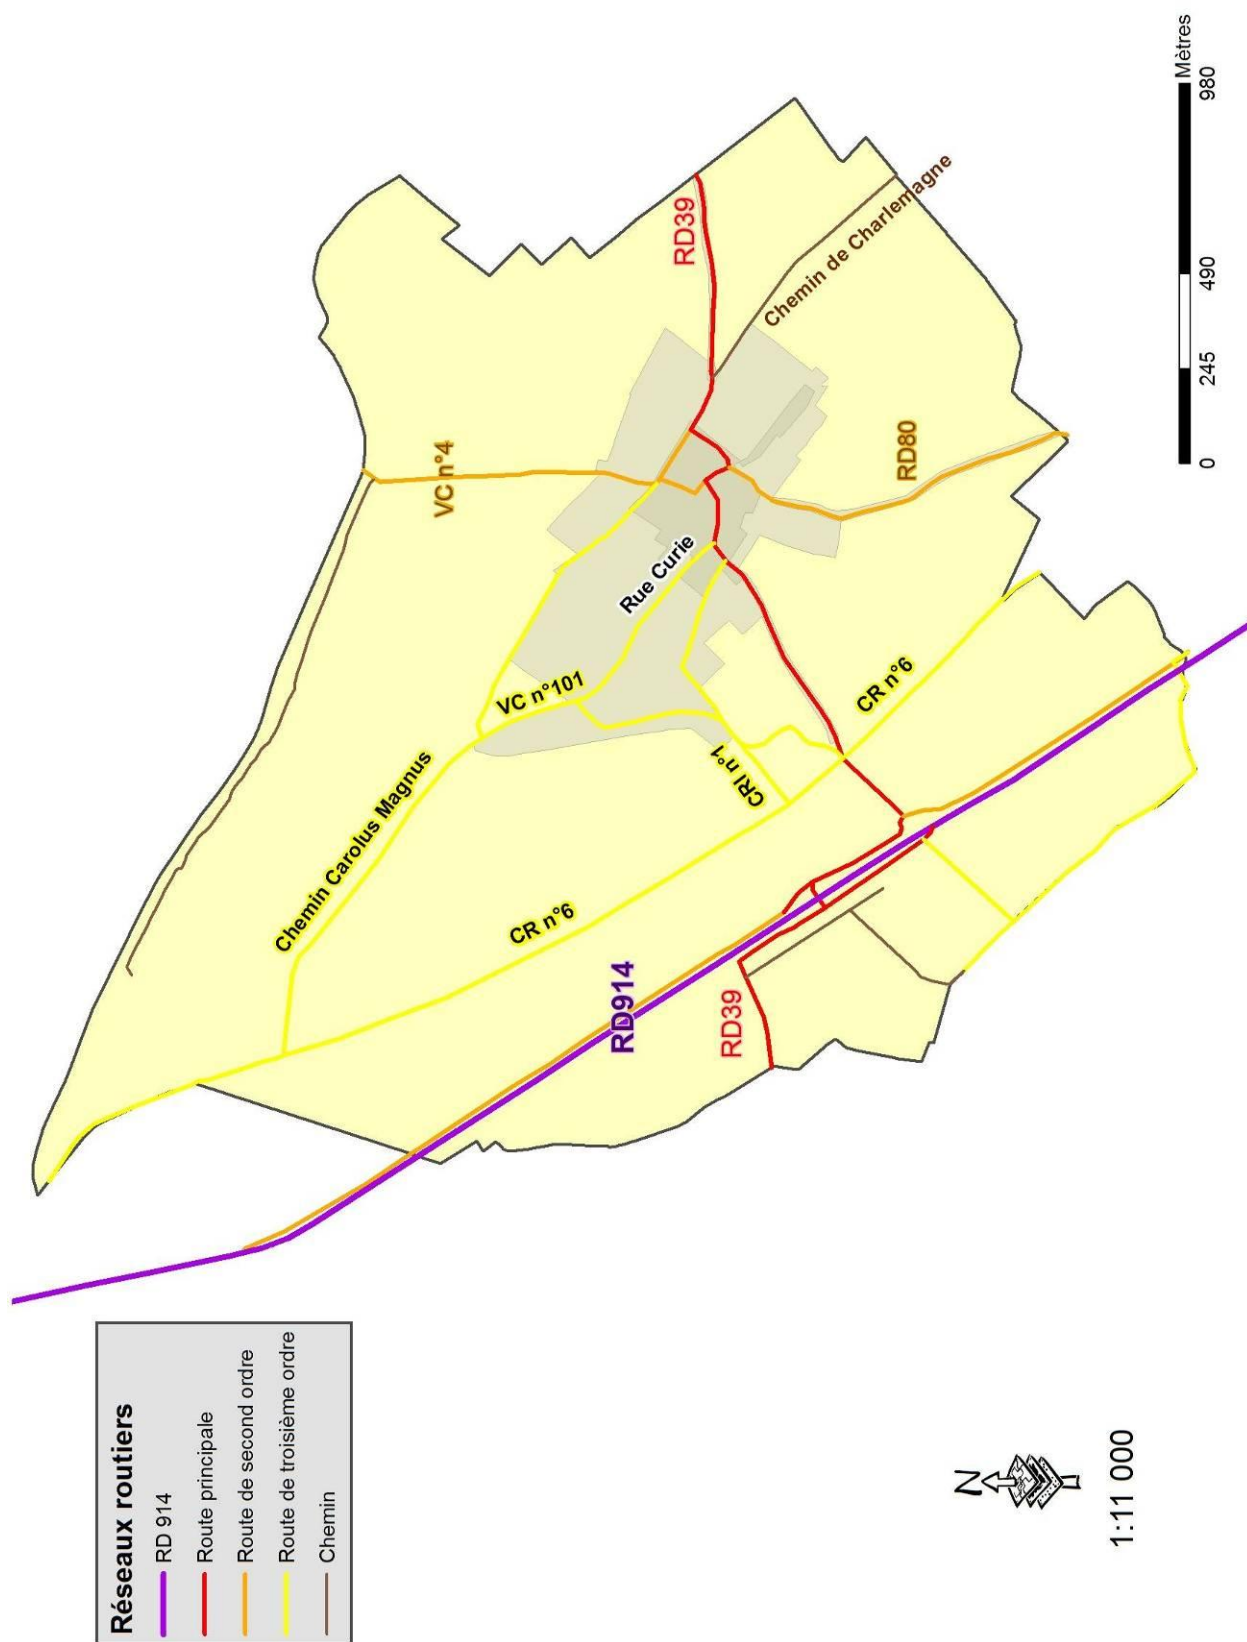 Réseaux routiers
RD 914
Route principale
Route de second ordre
Route de troisième ordre
Chemin
N
1:11 000
RD914
RD39
Chemin Carolus Magnus
CR n°6
VC n°101
CRI n°1
Rue Curie
CR n°6
VC n°4
RD80
RD39
Chemin de Charlemagne
0 245 490 980
Mètres